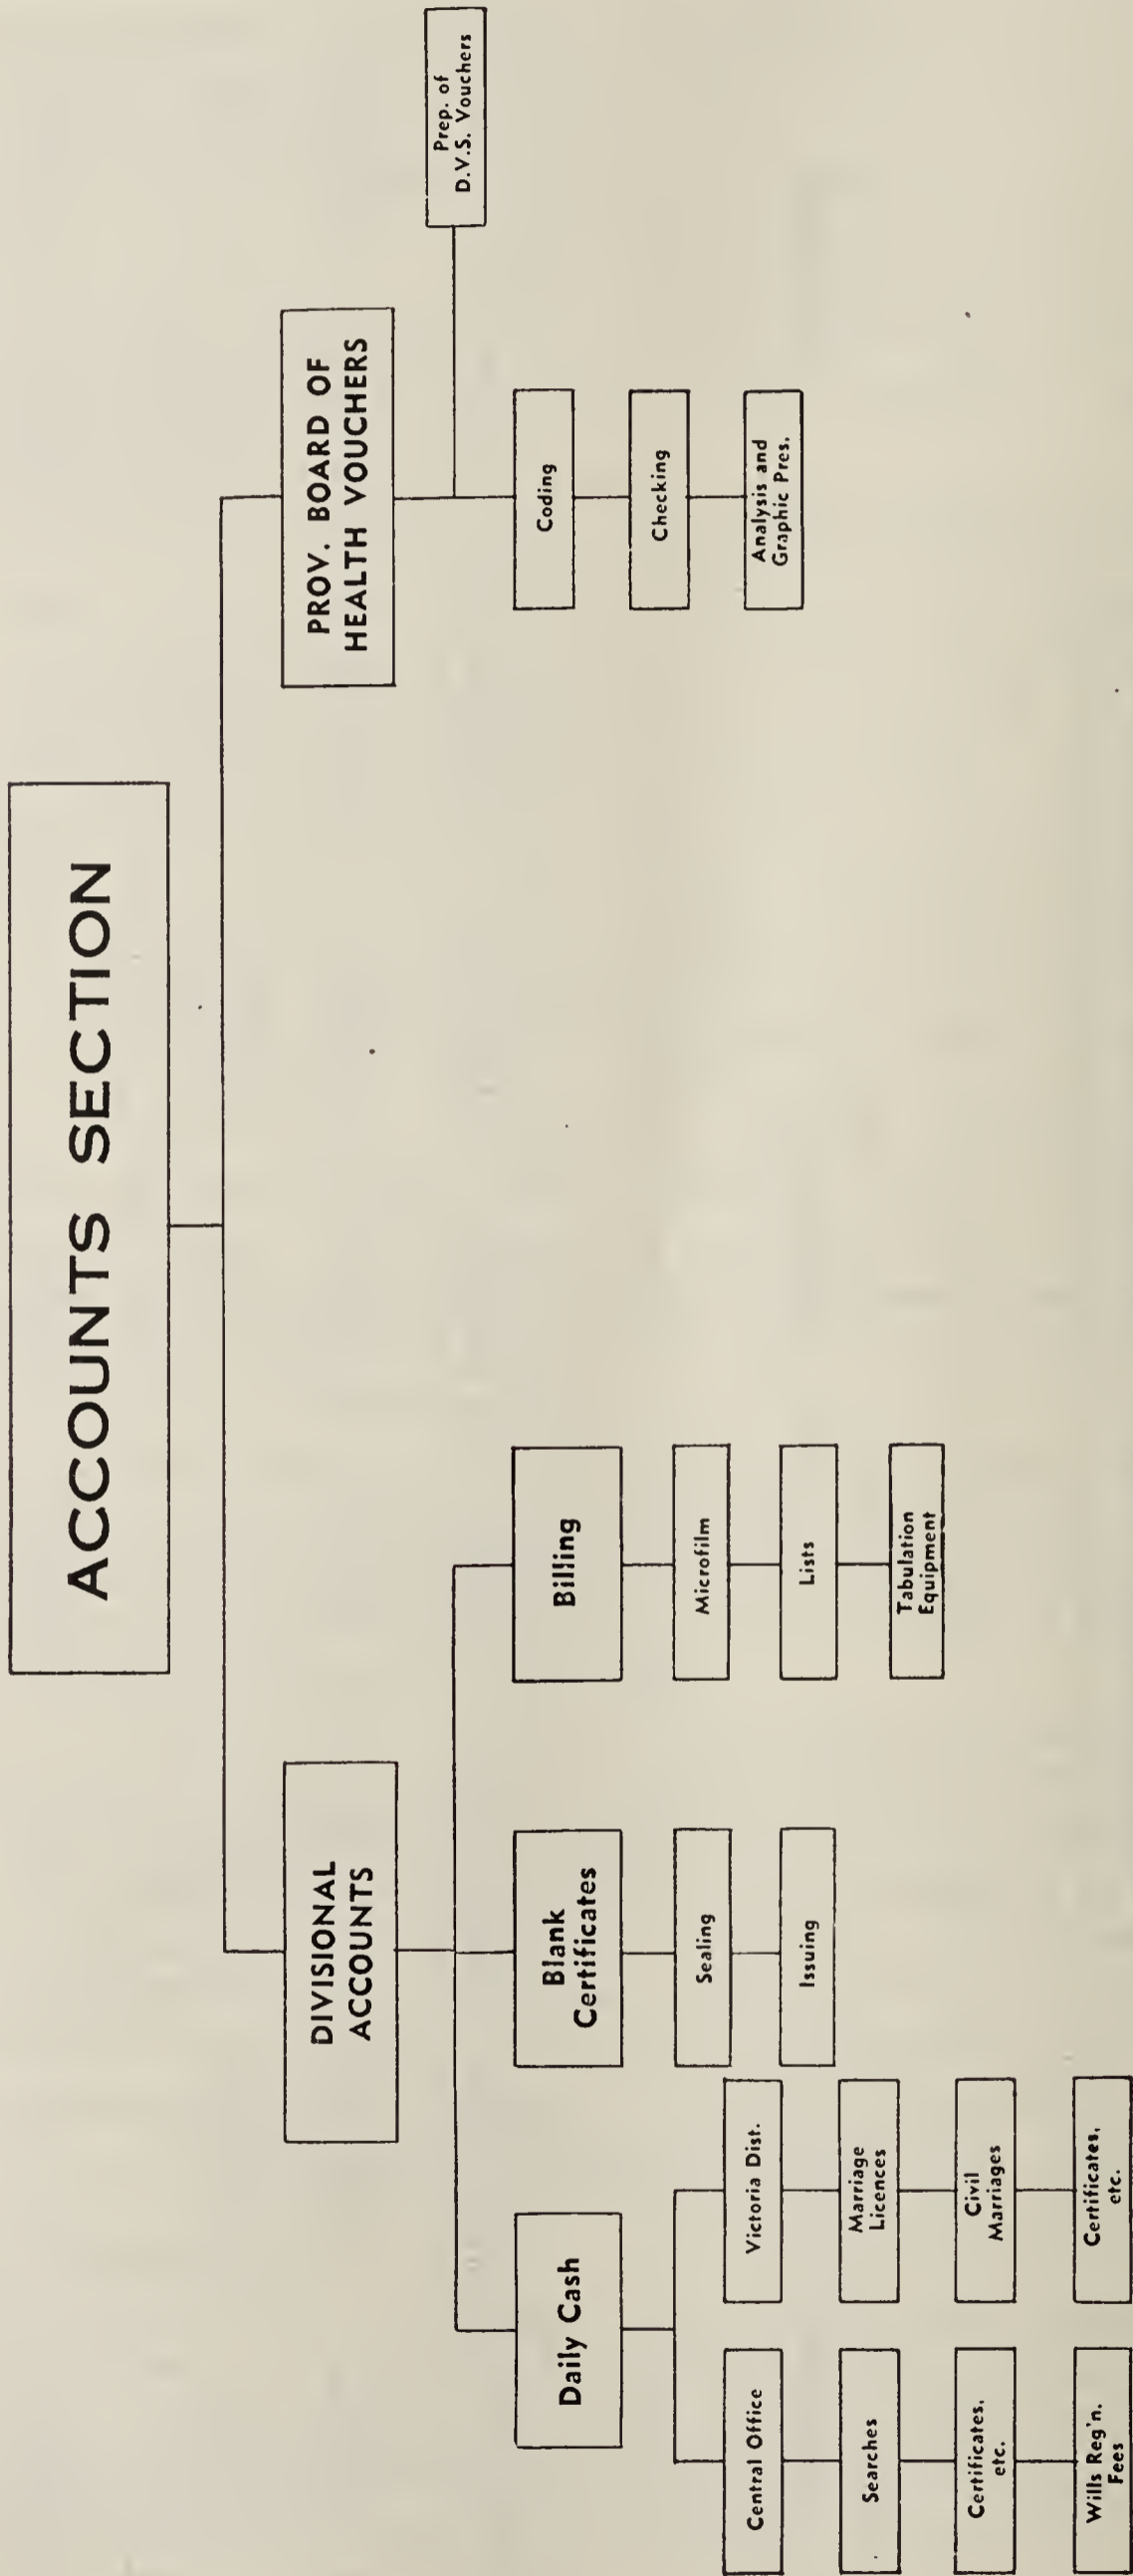 ACCOUNTS SECTION
DIVISIONAL
ACCOUNTS
PROV. BOARD OF
HEALTH VOUCHERS
Prep. of
D.V.S. Vouchers
Daily Cash
Blank
Certificates
Billing
Coding
Checking
Analysis and
Graphic Pres.
Microfilm
Lists
Tabulation
Equipment
Sealing
Issuing
Central Office
Searches
Certificates,
etc.
Wills Reg'n.
Fees
Victoria Dist.
Marriage
Licences
Civil
Marriages
Certificates,
etc.